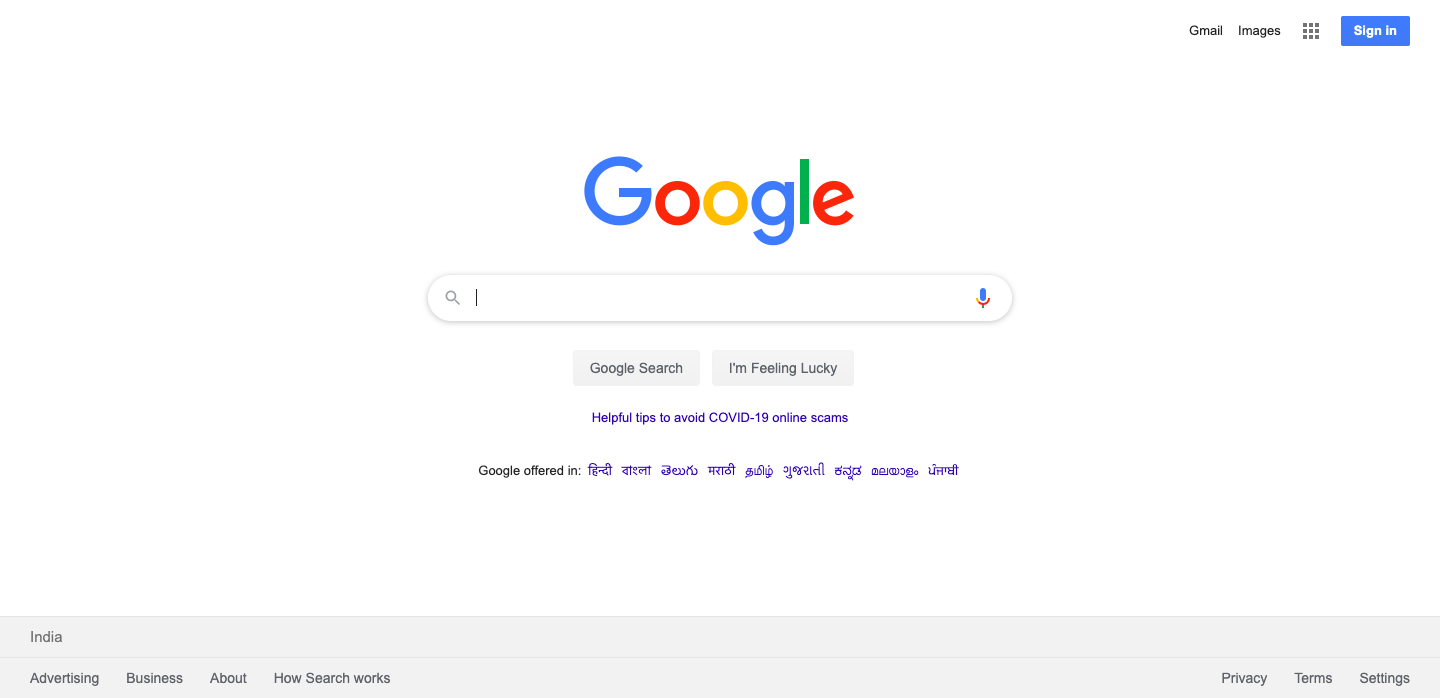 Gmail Images Sign in
Google
Google Search I'm Feeling Lucky
Helpful tips to avoid COVID-19 online scams
Google offered in: हिन्दी বাংলা తెలుగు मराठी தமிழ் ગુજરાતી ಕನ್ನಡ മലയാളം ਪੰਜਾਬੀ
India
Advertising Business About How Search works Privacy Terms Settings